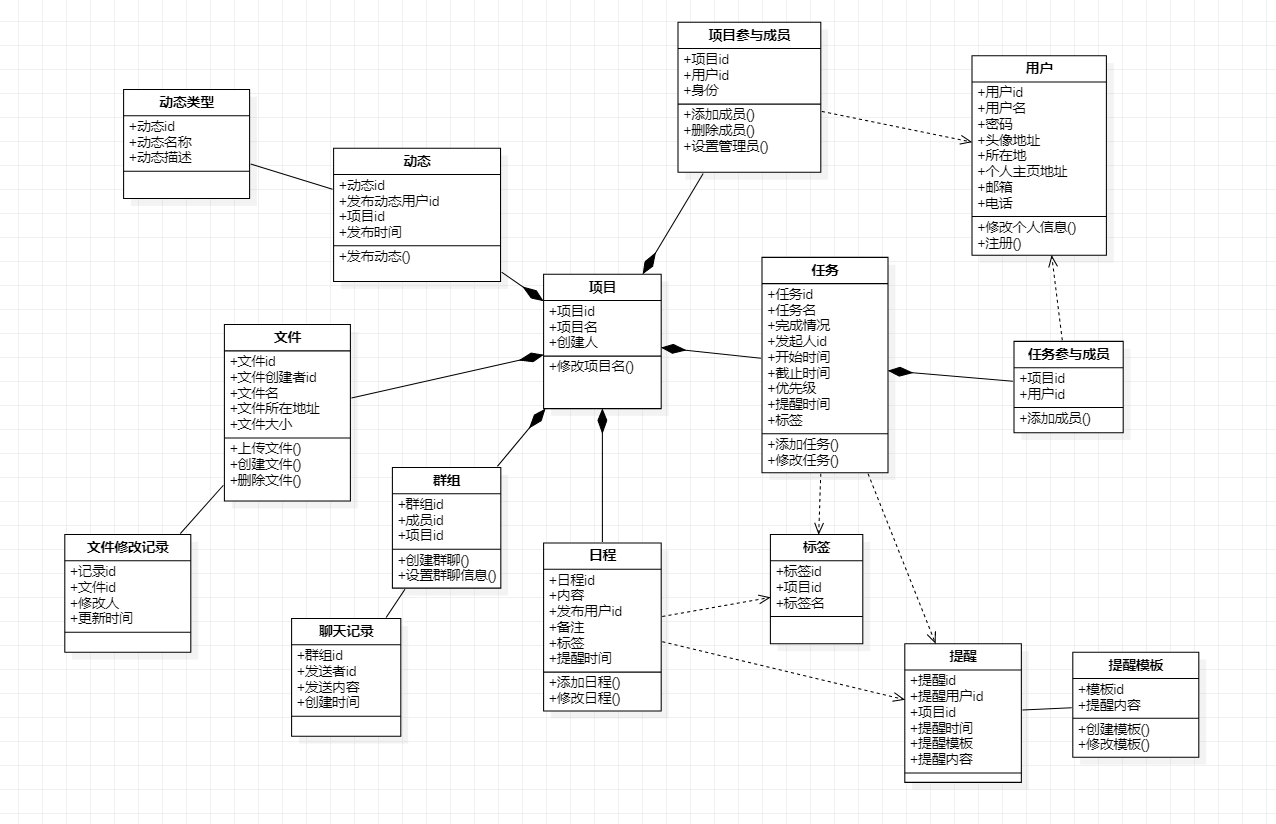 项目参与成员
+项目id
+用户id
+身份
+添加成员()
+删除成员()
+设置管理员()
用户
+用户id
+用户名
+密码
+头像地址
+所在地
+个人主页地址
+邮箱
+电话
+修改个人信息()
+注册()
动态类型
+动态id
+动态名称
+动态描述
动态
+动态id
+发布动态用户id
+项目id
+发布时间
+发布动态()
项目
+项目id
+项目名
+创建人
+修改项目名()
任务
+任务id
+任务名
+完成情况
+发起人id
+开始时间
+截止时间
+优先级
+提醒时间
+标签
+添加任务()
+修改任务()
任务参与成员
+项目id
+用户id
+添加成员()
文件
+文件id
+文件创建者id
+文件名
+文件所在地址
+文件大小
+上传文件()
+创建文件()
+删除文件()
群组
+群组id
+成员id
+项目id
+创建群聊()
+设置群聊信息()
文件修改记录
+记录id
+文件id
+修改人
+更新时间
聊天记录
+群组id
+发送者id
+发送内容
+创建时间
日程
+日程id
+内容
+发布用户id
+备注
+标签
+提醒时间
+添加日程()
+修改日程()
标签
+标签id
+项目id
+标签名
提醒
+提醒id
+提醒用户id
+项目id
+提醒时间
+提醒模板
+提醒内容
提醒模板
+模板id
+提醒内容
+创建模板()
+修改模板()